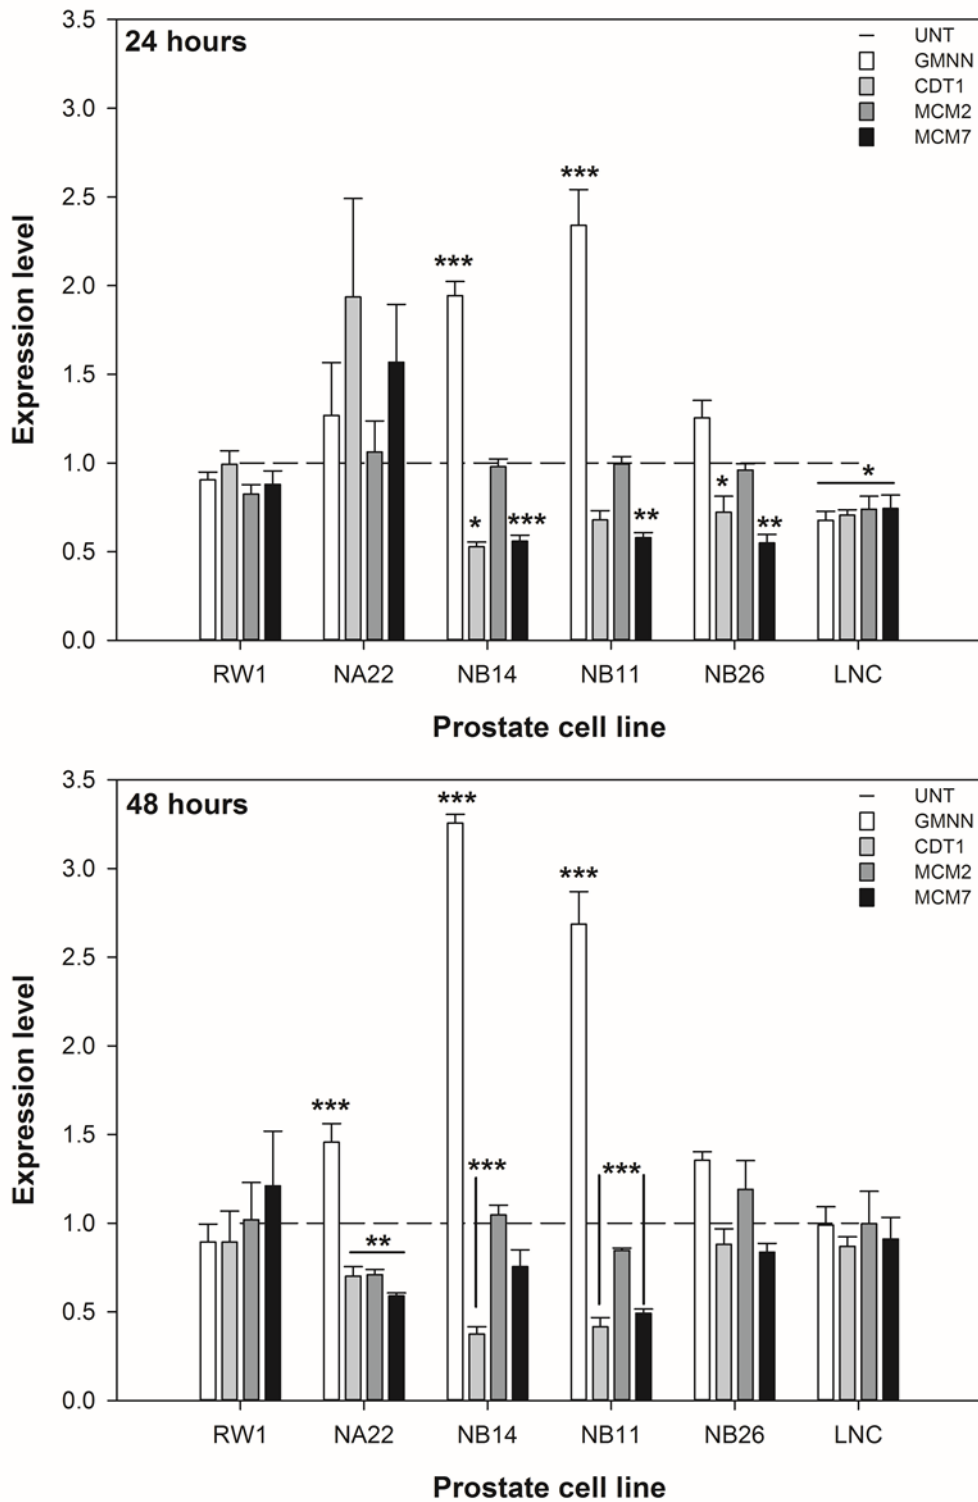 24 hours
UNT
GMNN
CDT1
MCM2
MCM7
3.5
3.0
2.5
2.0
1.5
1.0
0.5
0.0
Expression level
***
***
*
***
**
*
**
*
RW1 NA22 NB14 NB11 NB26 LNC
Prostate cell line
48 hours
UNT
GMNN
CDT1
MCM2
MCM7
3.5
3.0
2.5
2.0
1.5
1.0
0.5
0.0
Expression level
***
***
***
***
***
**
RW1 NA22 NB14 NB11 NB26 LNC
Prostate cell line